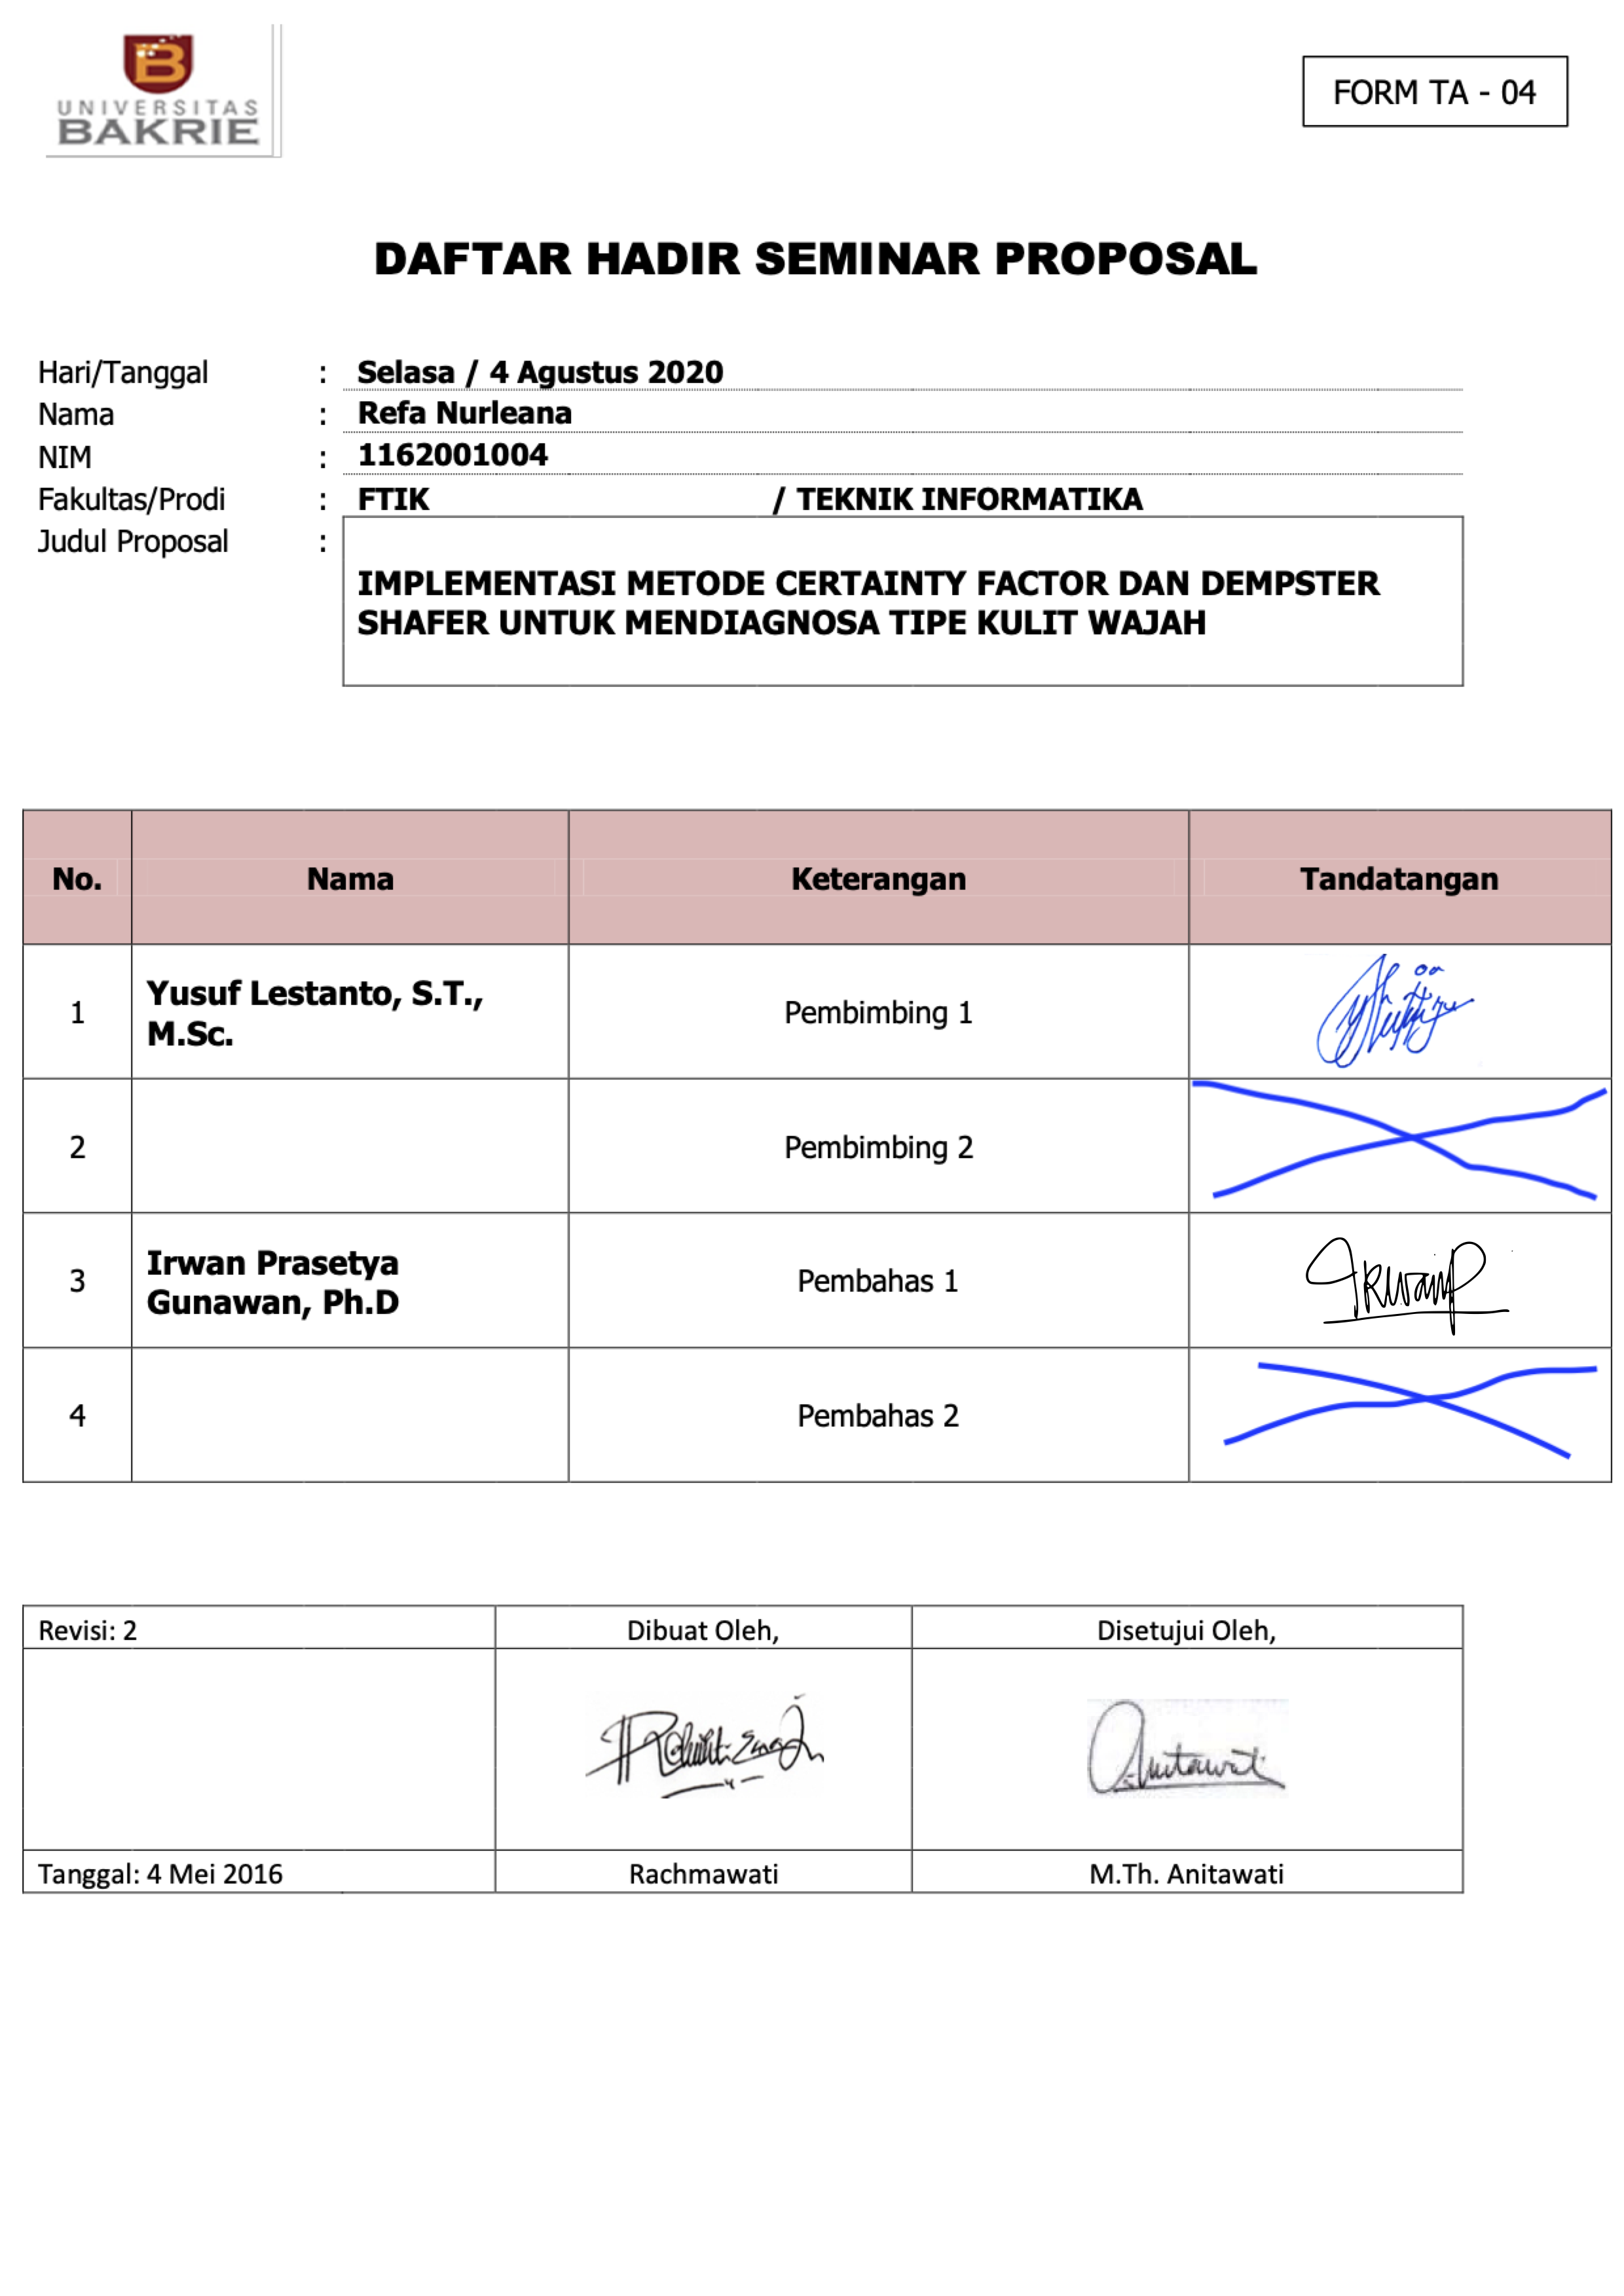 UNIVERSITAS
BAKRIE
FORM TA - 04
DAFTAR HADIR SEMINAR PROPOSAL
Hari/Tanggal : Selasa / 4 Agustus 2020
Nama : Refa Nurleana
NIM : 1162001004
Fakultas/Prodi : FTIK / TEKNIK INFORMATIKA
Judul Proposal :
IMPLEMENTASI METODE CERTAINTY FACTOR DAN DEMPSTER
SHAFER UNTUK MENDIAGNOSA TIPE KULIT WAJAH
No. Nama Keterangan Tandatangan
1 Yusuf Lestanto, S.T., M.Sc. Pembimbing 1
2 Pembimbing 2
3 Irwan Prasetya Gunawan, Ph.D Pembahas 1
4 Pembahas 2
Revisi: 2 Dibuat Oleh, Disetujui Oleh,
Anitawati
Tanggal: 4 Mei 2016 Rachmawati M.Th. Anitawati